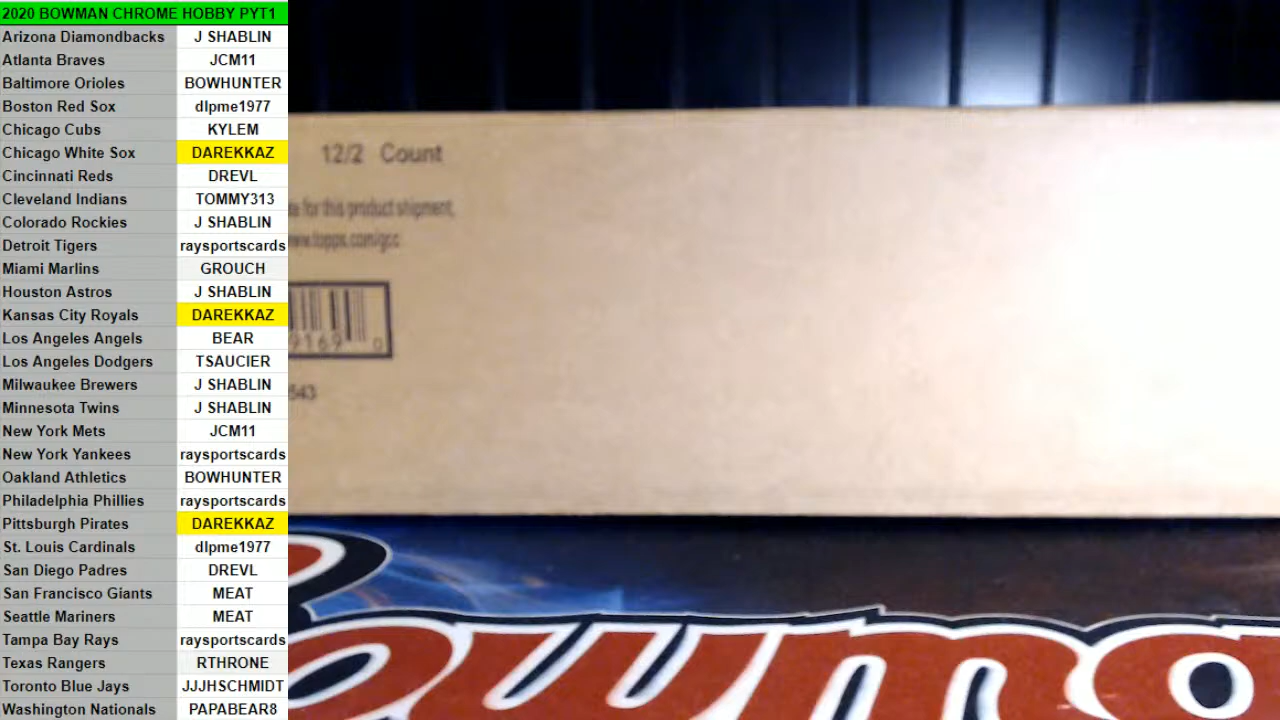 2020 BOWMAN CHROME HOBBY PYT1
Arizona Diamondbacks J SHABLIN
Atlanta Braves JCM11
Baltimore Orioles BOWHUNTER
Boston Red Sox dlpme1977
Chicago Cubs KYLEM
Chicago White Sox DAREKKAZ
Cincinnati Reds DREVL
Cleveland Indians TOMMY313
Colorado Rockies J SHABLIN
Detroit Tigers raysportscards
Miami Marlins GROUCH
Houston Astros J SHABLIN
Kansas City Royals DAREKKAZ
Los Angeles Angels BEAR
Los Angeles Dodgers TSAUCIER
Milwaukee Brewers J SHABLIN
Minnesota Twins J SHABLIN
New York Mets JCM11
New York Yankees raysportscards
Oakland Athletics BOWHUNTER
Philadelphia Phillies raysportscards
Pittsburgh Pirates DAREKKAZ
St. Louis Cardinals dlpme1977
San Diego Padres DREVL
San Francisco Giants MEAT
Seattle Mariners MEAT
Tampa Bay Rays raysportscards
Texas Rangers RTHRONE
Toronto Blue Jays JJJHSCHMIDT
Washington Nationals PAPABEAR8
12/2 Count
for this product shipment,
www.topps.com/gcc
9169 0
543